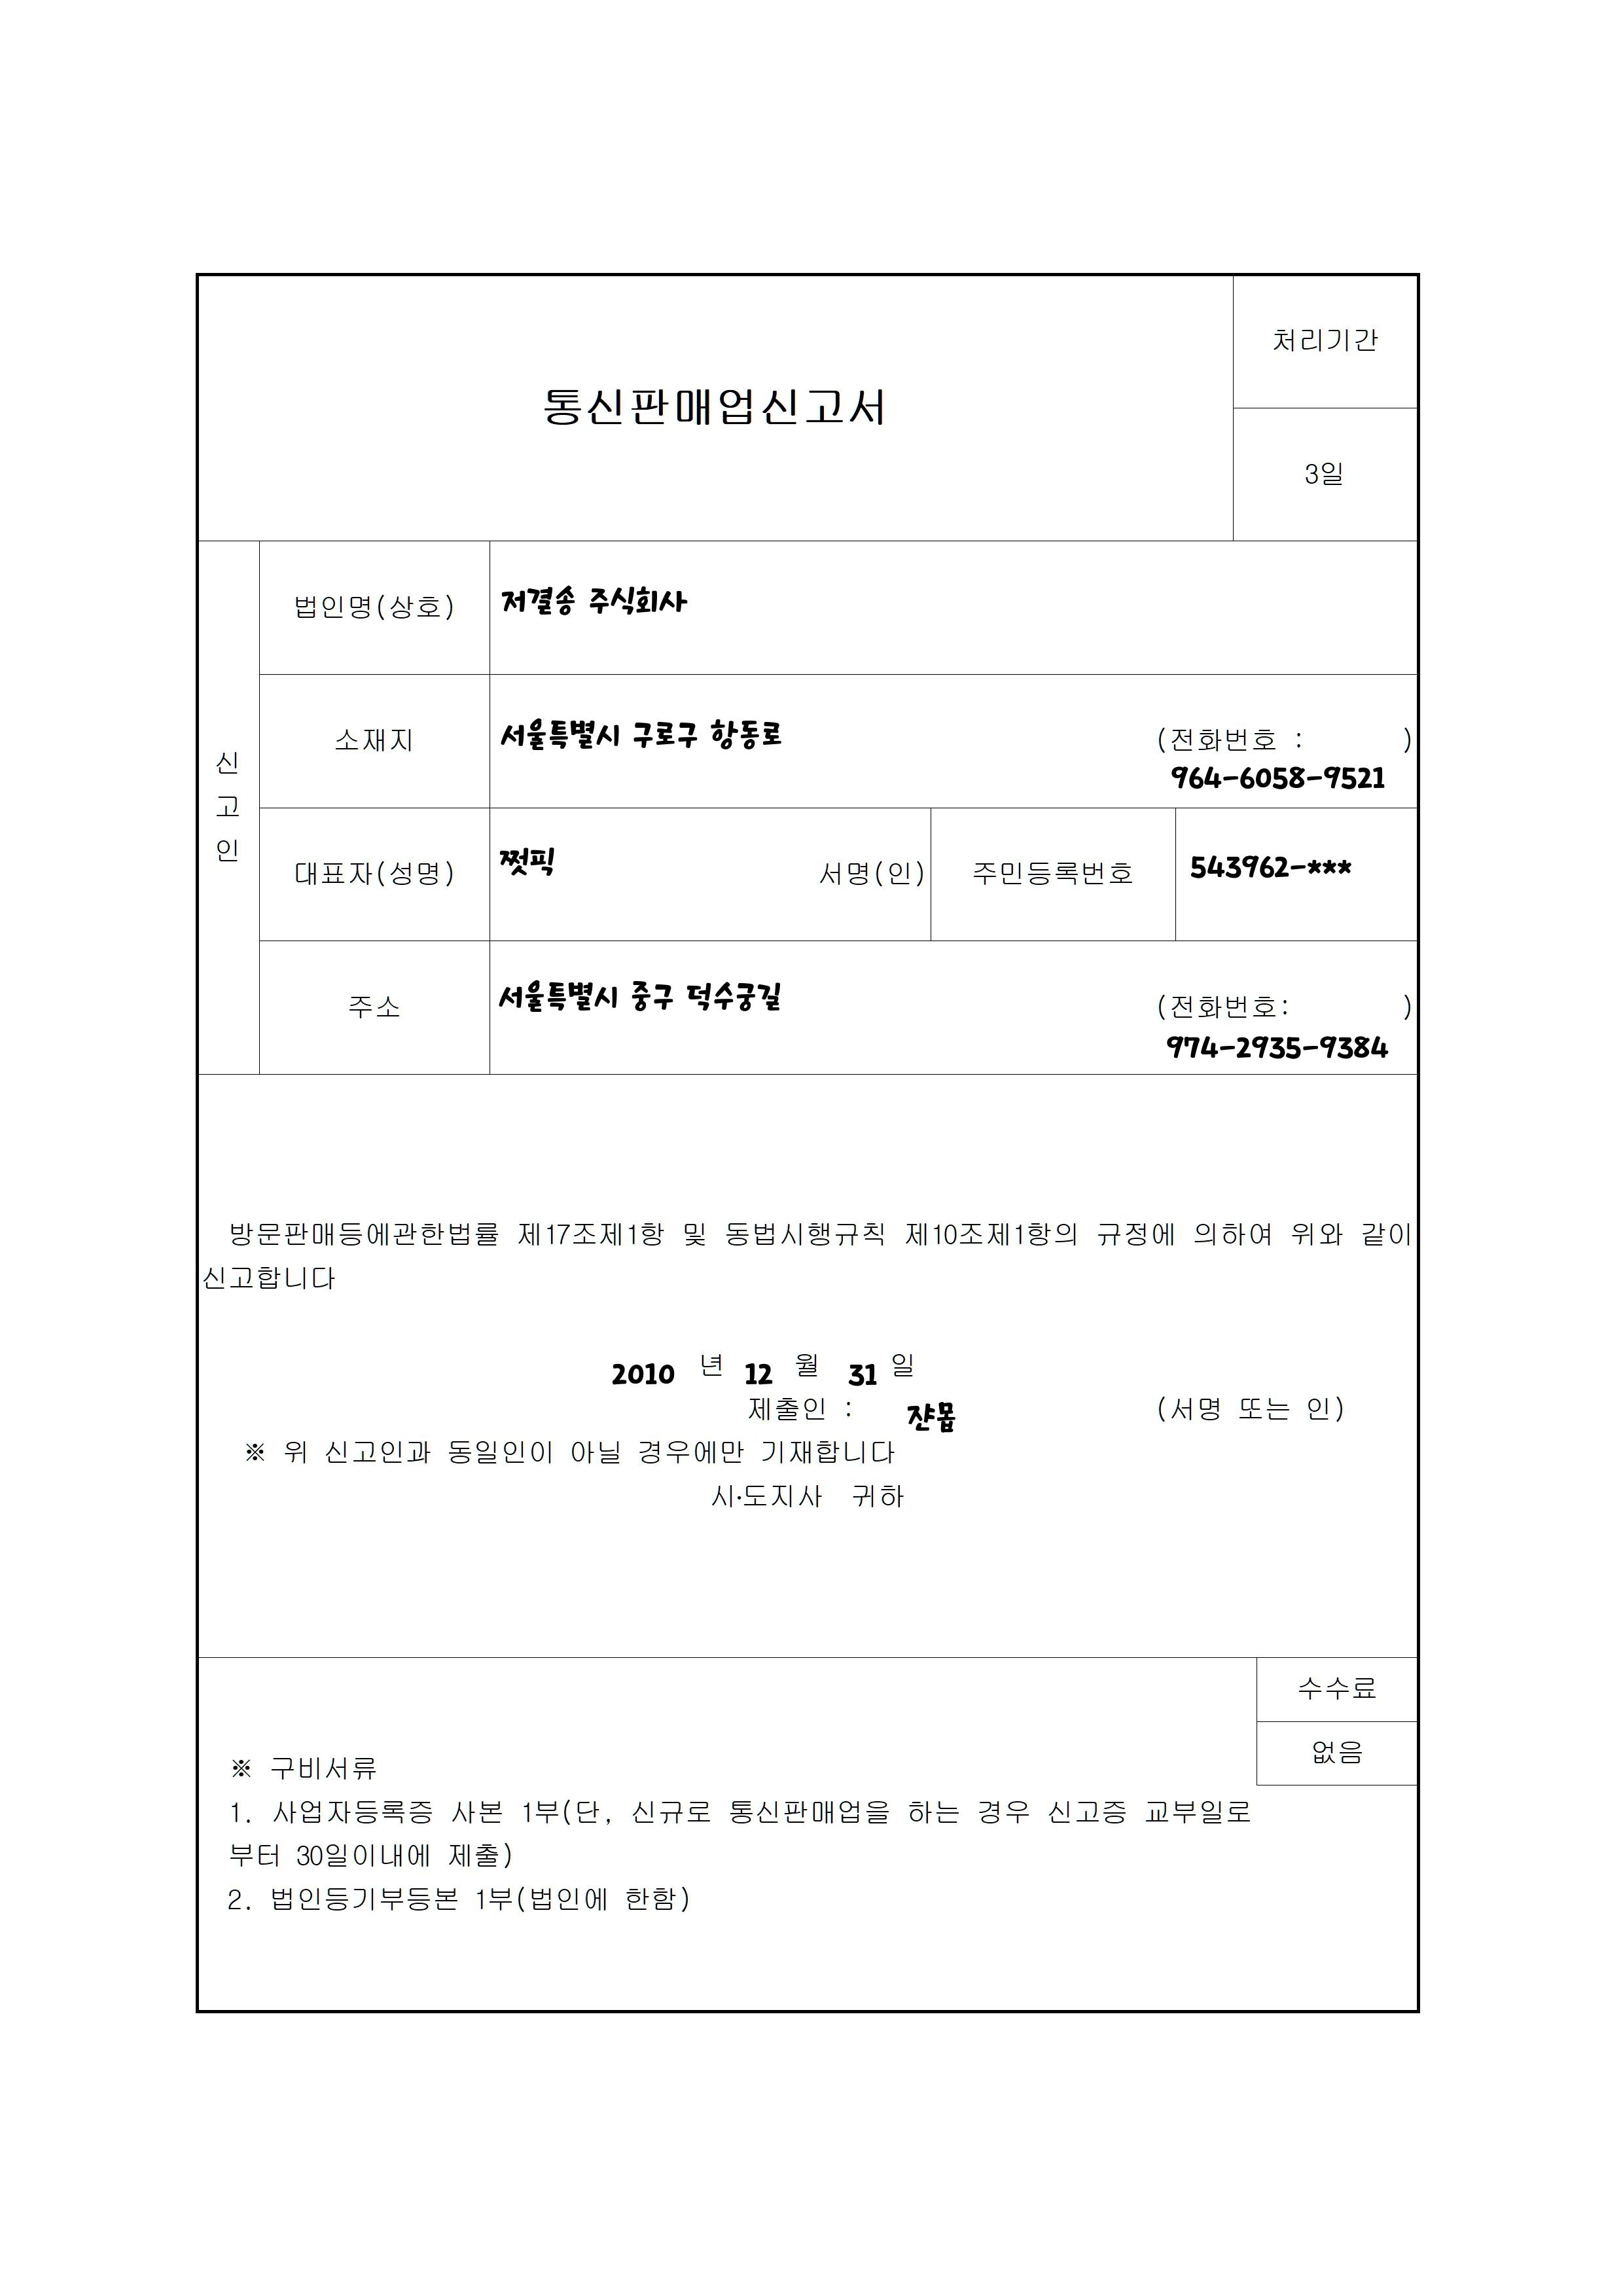 통신판매업신고서
처리기간
3일
신고인
법인명(상호) 저결송 주식회사
소재지 서울특별시 구로구 항동로 (전화번호 : )
964-6058-9521
대표자(성명) 쩟픽 서명(인) 주민등록번호 543962-***
주소 서울특별시 중구 덕수궁길 (전화번호: )
974-2935-9384
방문판매등에관한법률 제17조제1항 및 동법시행규칙 제10조제1항의 규정에 의하여 위와 같이
신고합니다
2010 년 12 월 31 일
제출인 : 쟌몹 (서명 또는 인)
※ 위 신고인과 동일인이 아닐 경우에만 기재합니다
시·도지사 귀하
수수료
없음
※ 구비서류
1. 사업자등록증 사본 1부(단, 신규로 통신판매업을 하는 경우 신고증 교부일로
부터 30일이내에 제출)
2. 법인등기부등본 1부(법인에 한함)